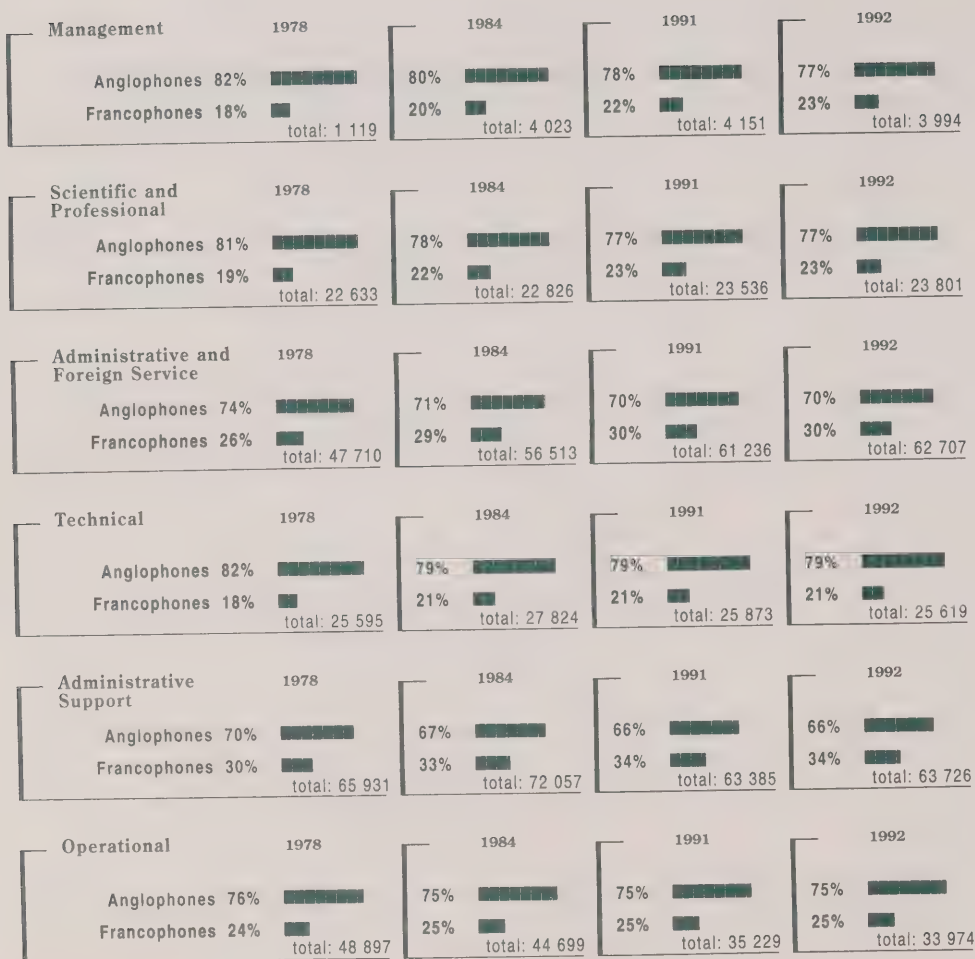 Management 1978 1984 1991 1992
Anglophones 82% 80% 78% 77%
Francophones 18% 20% 22% 23%
total: 1 119 total: 4 023 total: 4 151 total: 3 994
Scientific and
Professional 1978 1984 1991 1992
Anglophones 81% 78% 77% 77%
Francophones 19% 22% 23% 23%
total: 22 633 total: 22 826 total: 23 536 total: 23 801
Administrative and
Foreign Service 1978 1984 1991 1992
Anglophones 74% 71% 70% 70%
Francophones 26% 29% 30% 30%
total: 47 710 total: 56 513 total: 61 236 total: 62 707
Technical 1978 1984 1991 1992
Anglophones 82% 79% 79% 79%
Francophones 18% 21% 21% 21%
total: 25 595 total: 27 824 total: 25 873 total: 25 619
Administrative
Support 1978 1984 1991 1992
Anglophones 70% 67% 66% 66%
Francophones 30% 33% 34% 34%
total: 65 931 total: 72 057 total: 63 385 total: 63 726
Operational 1978 1984 1991 1992
Anglophones 76% 75% 75% 75%
Francophones 24% 25% 25% 25%
total: 48 897 total: 44 699 total: 35 229 total: 33 974